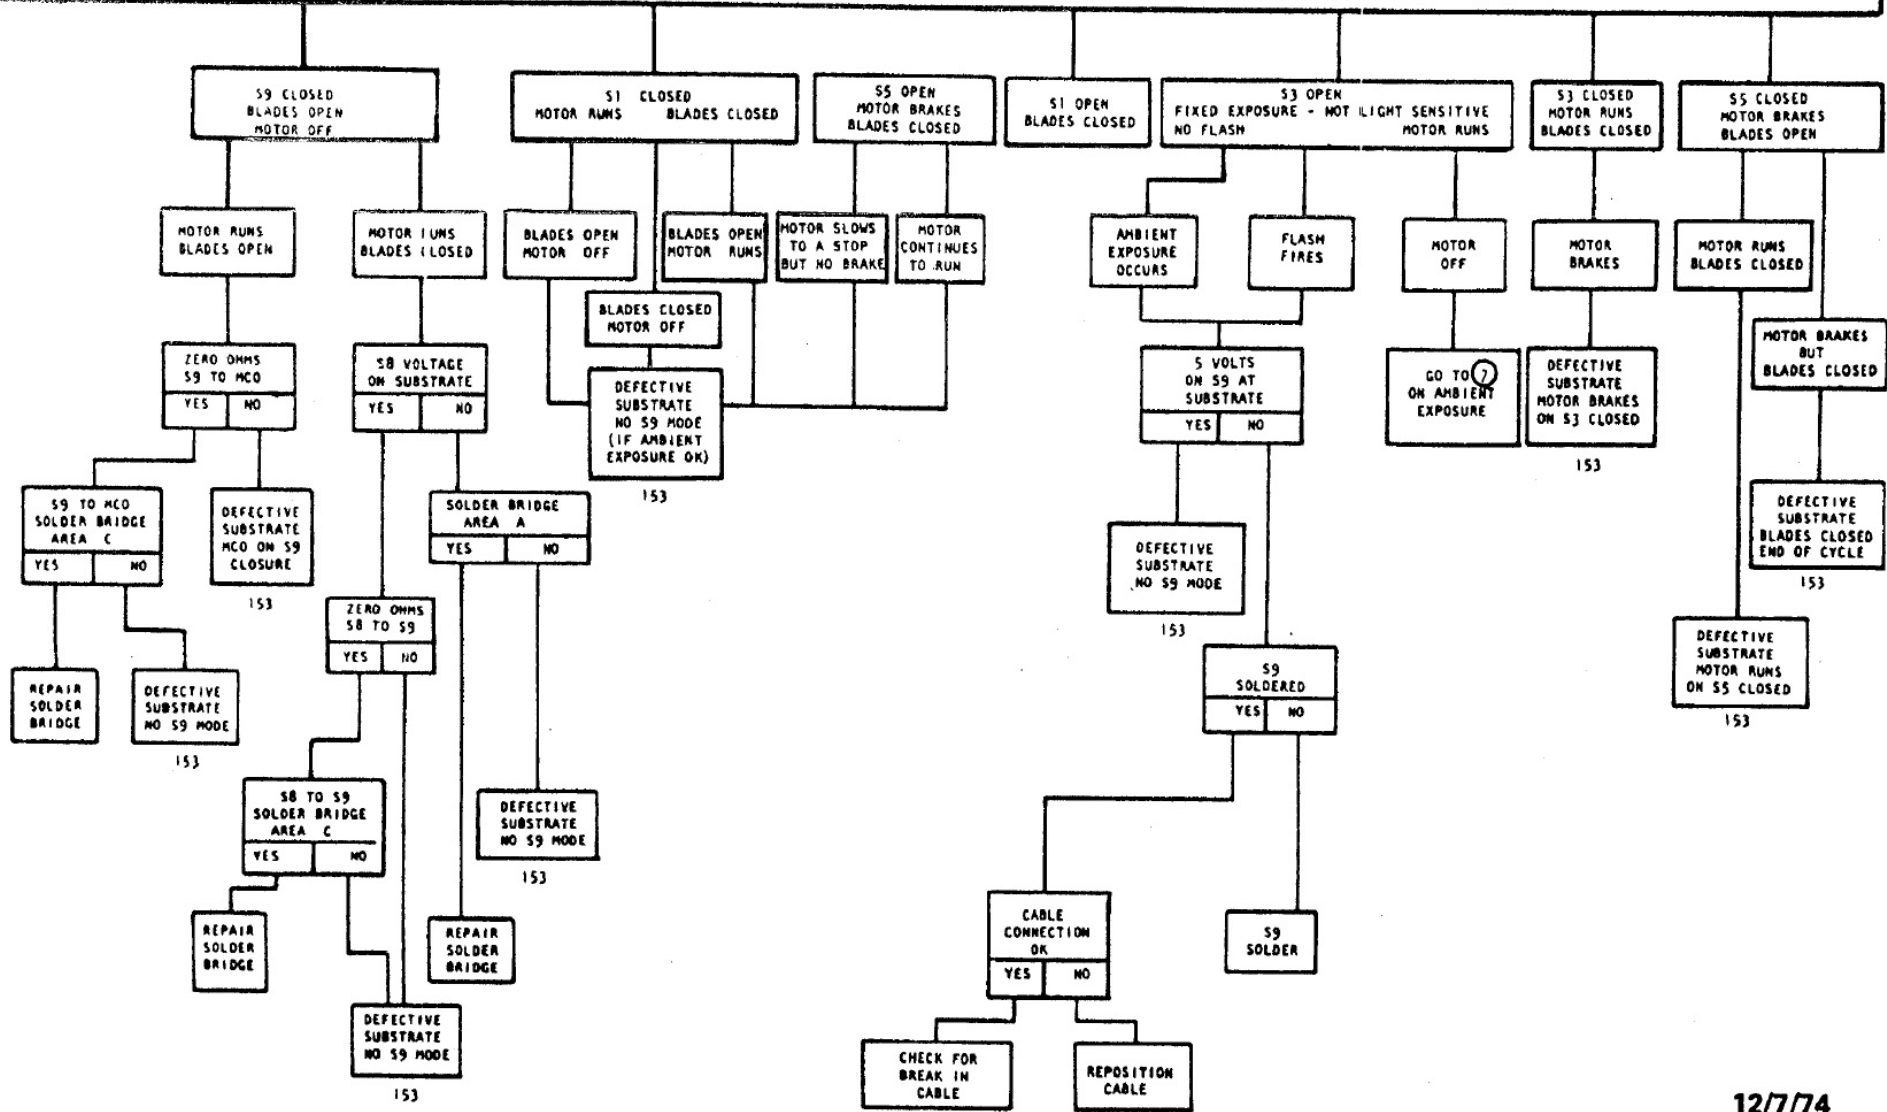 S9 CLOSED
BLADES OPEN
MOTOR OFF
S1 CLOSED
MOTOR RUNS BLADES CLOSED
S5 OPEN
MOTOR BRAKES
BLADES CLOSED
S1 OPEN
BLADES CLOSED
S3 OPEN
FIXED EXPOSURE - NOT LIGHT SENSITIVE
NO FLASH MOTOR RUNS
S3 CLOSED
MOTOR RUNS
BLADES CLOSED
S5 CLOSED
MOTOR BRAKES
BLADES OPEN
MOTOR RUNS
BLADES OPEN
MOTOR RUNS
BLADES CLOSED
BLADES OPEN
MOTOR OFF
BLADES OPEN
MOTOR RUNS
MOTOR SLOWS
TO A STOP
BUT NO BRAKE
MOTOR
CONTINUES
TO RUN
AMBIENT
EXPOSURE
OCCURS
FLASH
FIRES
MOTOR
OFF
MOTOR
BRAKES
MOTOR RUNS
BLADES CLOSED
BLADES CLOSED
MOTOR OFF
MOTOR BRAKES
BUT
BLADES CLOSED
ZERO OHMS
S9 TO MCO
YES NO
S8 VOLTAGE
ON SUBSTRATE
YES NO
DEFECTIVE
SUBSTRATE
NO S9 MODE
(IF AMBIENT
EXPOSURE OK)
153
5 VOLTS
ON S9 AT
SUBSTRATE
YES NO
GO TO 7
ON AMBIENT
EXPOSURE
DEFECTIVE
SUBSTRATE
MOTOR BRAKES
ON S3 CLOSED
153
S9 TO MCO
SOLDER BRIDGE
AREA C
YES NO
DEFECTIVE
SUBSTRATE
MCO ON S9
CLOSURE
153
SOLDER BRIDGE
AREA A
YES NO
DEFECTIVE
SUBSTRATE
NO S9 MODE
153
DEFECTIVE
SUBSTRATE
BLADES CLOSED
END OF CYCLE
153
ZERO OHMS
S8 TO S9
YES NO
DEFECTIVE
SUBSTRATE
MOTOR RUNS
ON S5 CLOSED
153
REPAIR
SOLDER
BRIDGE
DEFECTIVE
SUBSTRATE
NO S9 MODE
153
S9
SOLDERED
YES NO
S8 TO S9
SOLDER BRIDGE
AREA C
YES NO
DEFECTIVE
SUBSTRATE
NO S9 MODE
153
REPAIR
SOLDER
BRIDGE
REPAIR
SOLDER
BRIDGE
CABLE
CONNECTION
OK
YES NO
S9
SOLDER
DEFECTIVE
SUBSTRATE
NO S9 MODE
153
CHECK FOR
BREAK IN
CABLE
REPOSITION
CABLE
12/7/74